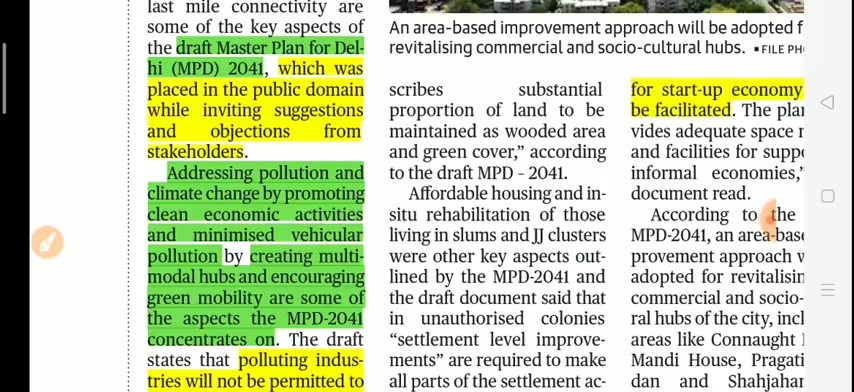 last mile connectivity are
some of the key aspects of
the draft Master Plan for Del-
hi (MPD) 2041, which was
placed in the public domain
while inviting suggestions
and objections from
stakeholders.
Addressing pollution and
climate change by promoting
clean economic activities
and minimised vehicular
pollution by creating multi-
modal hubs and encouraging
green mobility are some of
the aspects the MPD-2041
concentrates on. The draft
states that polluting indus-
tries will not be permitted to
An area-based improvement approach will be adopted f
revitalising commercial and socio-cultural hubs. ▪FILE PH
scribes substantial
proportion of land to be
maintained as wooded area
and green cover,” according
to the draft MPD - 2041.
Affordable housing and in-
situ rehabilitation of those
living in slums and JJ clusters
were other key aspects out-
lined by the MPD-2041 and
the draft document said that
in unauthorised colonies
“settlement level improve-
ments” are required to make
all parts of the settlement ac-
for start-up economy
be facilitated. The plan
vides adequate space
and facilities for supp
informal economies,”
document read.
According to the
MPD-2041, an area-base
provement approach w
adopted for revitalisin
commercial and socio-
ral hubs of the city, incl
areas like Connaught
Mandi House, Pragati
dan and Shahjahan